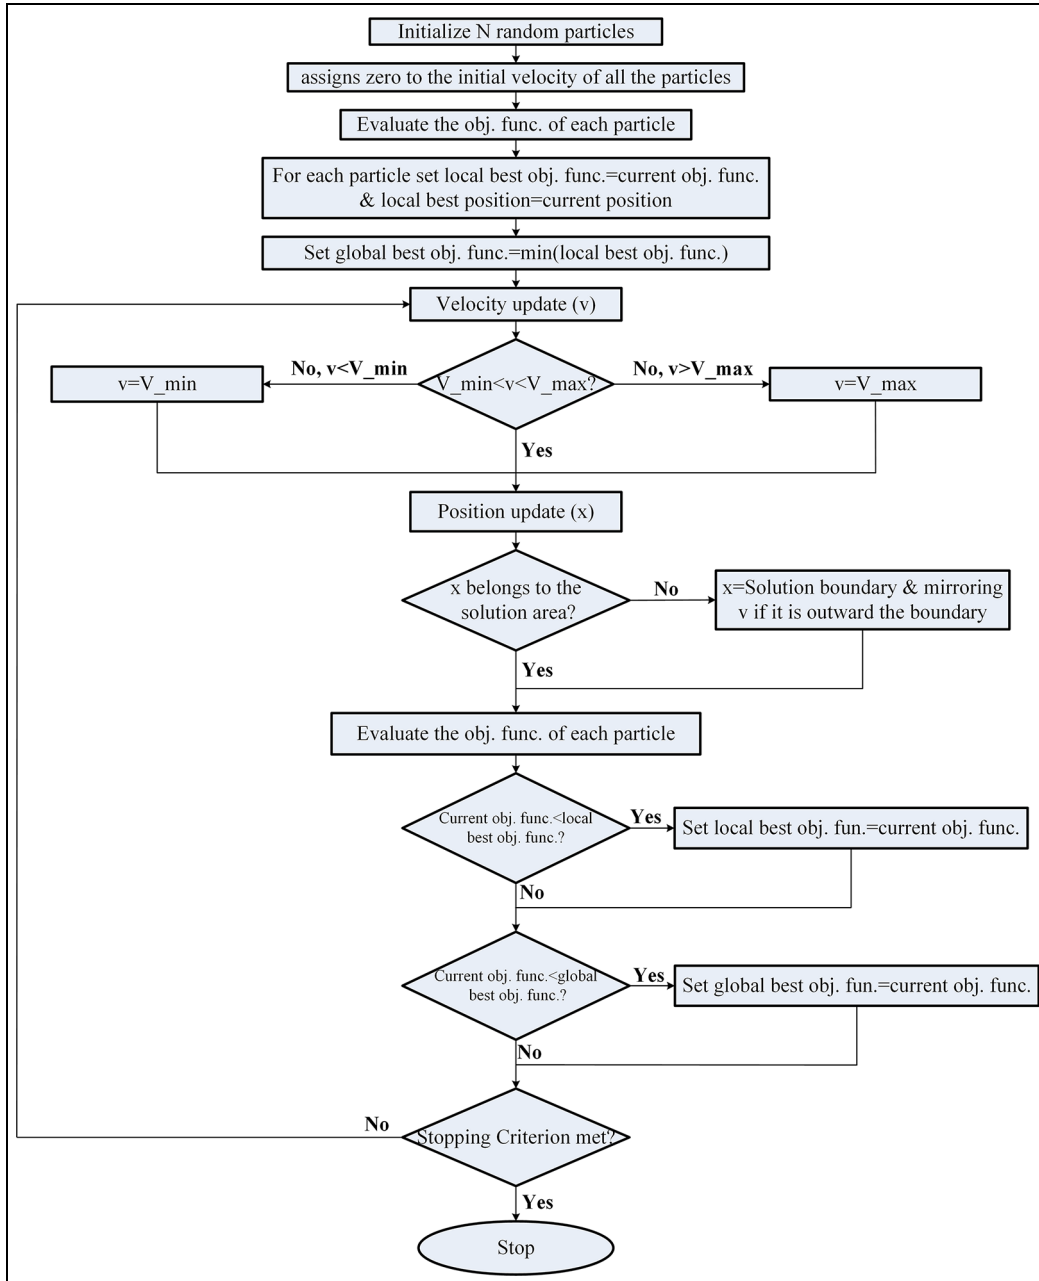 Initialize N random particles
assigns zero to the initial velocity of all the particles
Evaluate the obj. func. of each particle
For each particle set local best obj. func.=current obj. func.
& local best position=current position
Set global best obj. func.=min(local best obj. func.)
Velocity update (v)
No, v<V_min
No, v>V_max
v=V_min
V_min<v<V_max?
v=V_max
Yes
Position update (x)
x belongs to the
solution area?
No
x=Solution boundary & mirroring
v if it is outward the boundary
Yes
Evaluate the obj. func. of each particle
Current obj. func.<local
best obj. func.?
Yes
Set local best obj. fun.=current obj. func.
No
Current obj. func.<global
best obj. func.?
Yes
Set global best obj. fun.=current obj. func.
No
No
Stopping Criterion met?
Yes
Stop